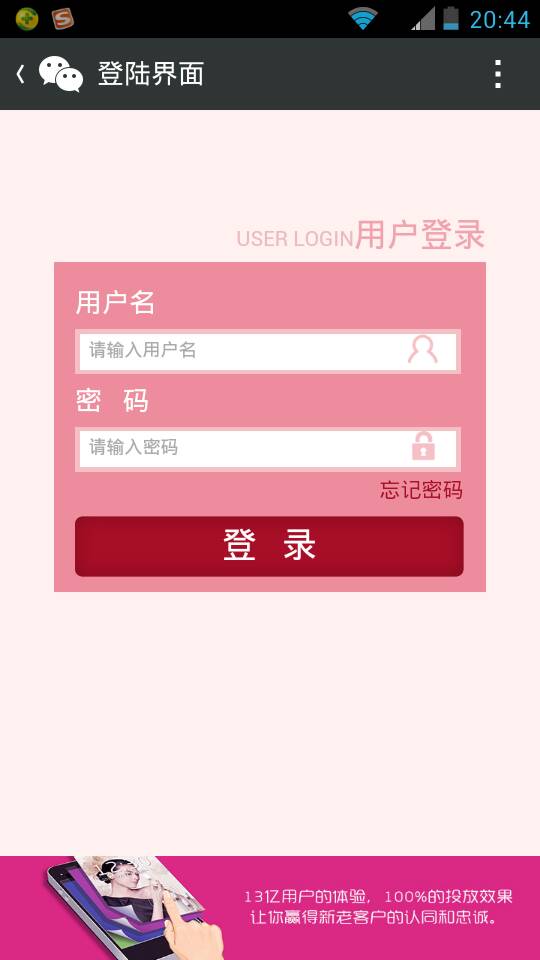 20:44
登陆界面
USER LOGIN用户登录
用户名
请输入用户名
密 码
请输入密码
忘记密码
登 录
13亿用户的体验，100%的投放效果
让你赢得新老客户的认同和忠诚。